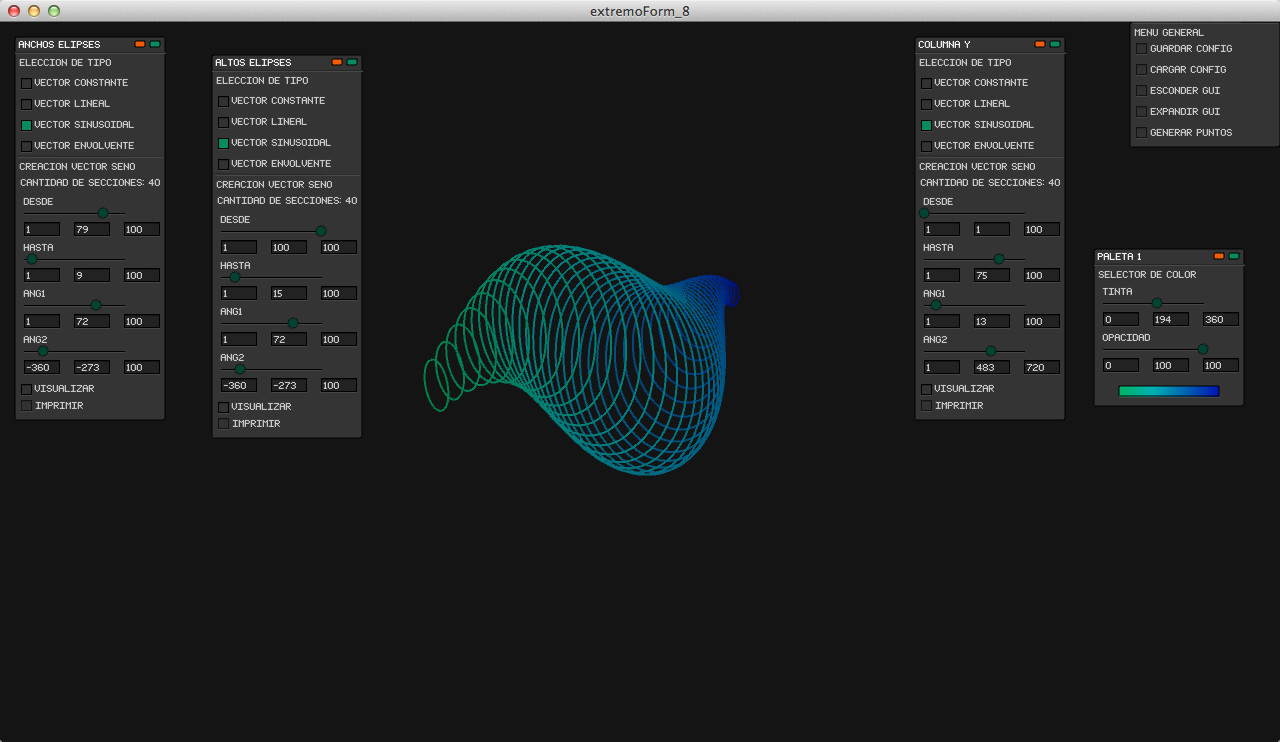 extremoForm_8
ANCHOS ELIPSES
ELECCION DE TIPO
VECTOR CONSTANTE
VECTOR LINEAL
VECTOR SINUSOIDAL
VECTOR ENVOLVENTE
CREACION VECTOR SENO
CANTIDAD DE SECCIONES: 40
DESDE
1 79 100
HASTA
1 9 100
ANG1
1 72 100
ANG2
-360 -273 100
VISUALIZAR
IMPRIMIR
ALTOS ELIPSES
ELECCION DE TIPO
VECTOR CONSTANTE
VECTOR LINEAL
VECTOR SINUSOIDAL
VECTOR ENVOLVENTE
CREACION VECTOR SENO
CANTIDAD DE SECCIONES: 40
DESDE
1 100 100
HASTA
1 15 100
ANG1
1 72 100
ANG2
-360 -273 100
VISUALIZAR
IMPRIMIR
COLUMNA Y
ELECCION DE TIPO
VECTOR CONSTANTE
VECTOR LINEAL
VECTOR SINUSOIDAL
VECTOR ENVOLVENTE
CREACION VECTOR SENO
CANTIDAD DE SECCIONES: 40
DESDE
1 1 100
HASTA
1 75 100
ANG1
1 13 100
ANG2
1 483 720
VISUALIZAR
IMPRIMIR
MENU GENERAL
GUARDAR CONFIG
CARGAR CONFIG
ESCONDER GUI
EXPANDIR GUI
GENERAR PUNTOS
PALETA 1
SELECTOR DE COLOR
TINTA
0 194 360
OPACIDAD
0 100 100